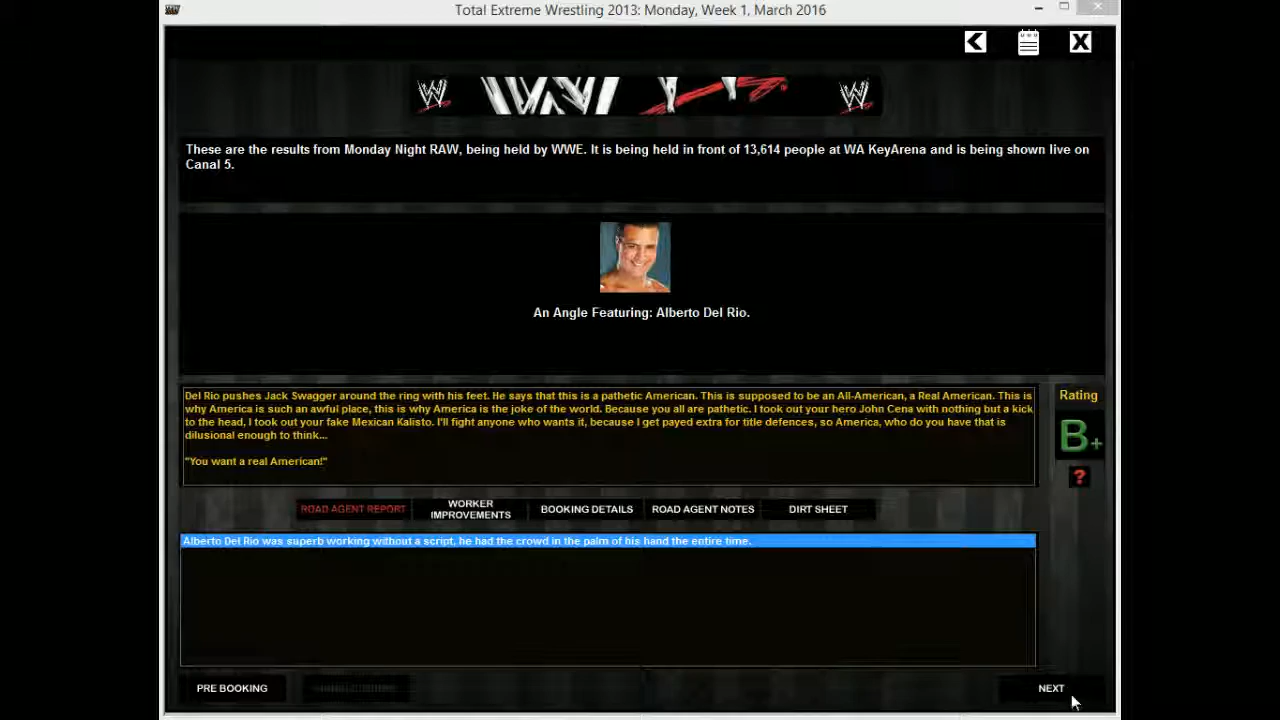 Total Extreme Wrestling 2013: Monday, Week 1, March 2016
These are the results from Monday Night RAW, being held by WWE. It is being held in front of 13,614 people at WA KeyArena and is being shown live on
Canal 5.
An Angle Featuring: Alberto Del Rio.
Del Rio pushes Jack Swagger around the ring with his feet. He says that this is a pathetic American. This is supposed to be an All-American, a Real American. This is
why America is such an awful place, this is why America is the joke of the world. Because you all are pathetic. I took out your hero John Cena with nothing but a kick
to the head, I took out your fake Mexican Kalisto. I'll fight anyone who wants it, because I get payed extra for title defences, so America, who do you have that is
dilusional enough to think...
"You want a real American!"
Rating
B+
?
ROAD AGENT REPORT
WORKER
IMPROVEMENTS
BOOKING DETAILS
ROAD AGENT NOTES
DIRT SHEET
Alberto Del Rio was superb working without a script, he had the crowd in the palm of his hand the entire time.
PRE BOOKING
NEXT